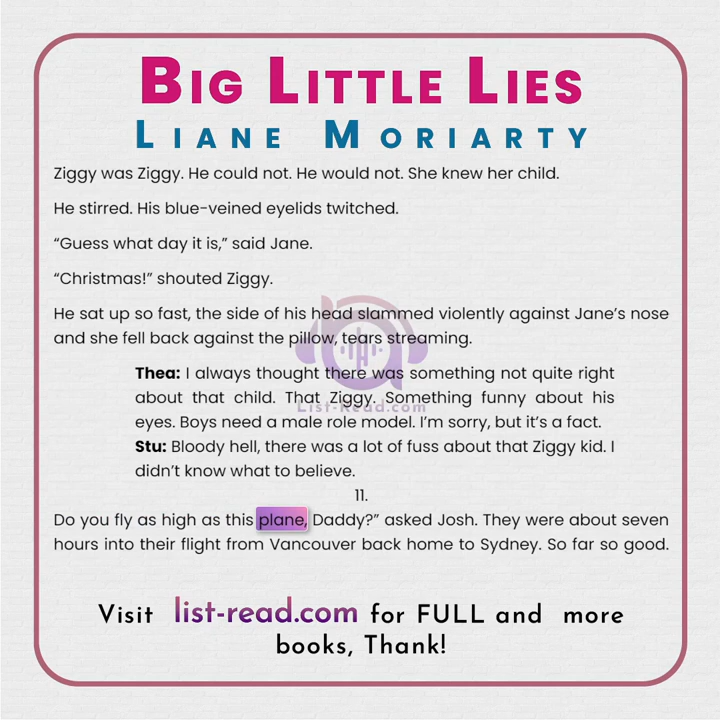 BIG LITTLE LIES
LIANE MORIARTY
Ziggy was Ziggy. He could not. He would not. She knew her child.
He stirred. His blue-veined eyelids twitched.
“Guess what day it is,” said Jane.
“Christmas!” shouted Ziggy.
He sat up so fast, the side of his head slammed violently against Jane’s nose
and she fell back against the pillow, tears streaming.
Thea: I always thought there was something not quite right
about that child. That Ziggy. Something funny about his
eyes. Boys need a male role model. I’m sorry, but it’s a fact.
Stu: Bloody hell, there was a lot of fuss about that Ziggy kid. I
didn’t know what to believe.
11.
Do you fly as high as this plane, Daddy?” asked Josh. They were about seven
hours into their flight from Vancouver back home to Sydney. So far so good.
List-Read.com
Visit list-read.com for FULL and more
books, Thank!